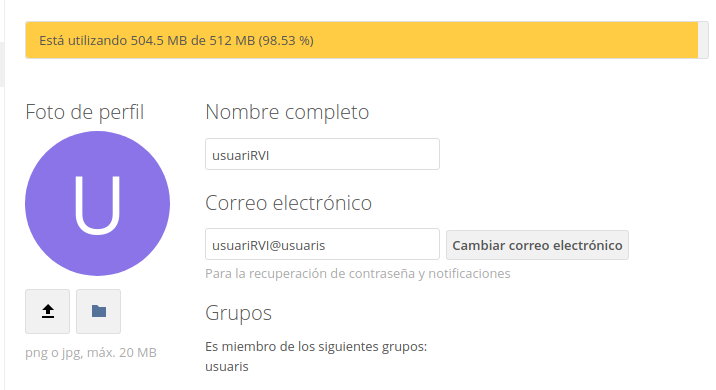 Está utilizando 504.5 MB de 512 MB (98.53 %)
Foto de perfil
U
png o jpg, máx. 20 MB
Nombre completo
usuariRVI
Correo electrónico
usuariRVI@usuaris
Cambiar correo electrónico
Para la recuperación de contraseña y notificaciones
Grupos
Es miembro de los siguientes grupos:
usuaris